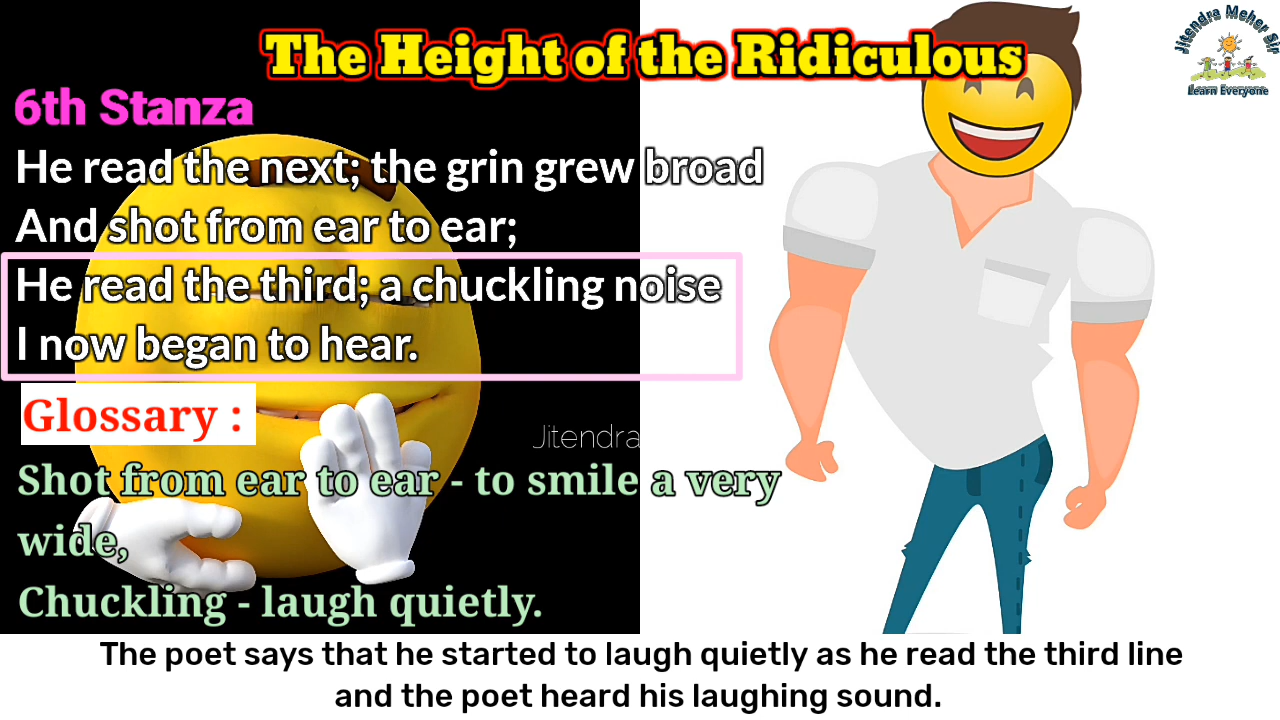 The Height of the Ridiculous
Jitendra Meher Sir
Learn Everyone
6th Stanza
He read the next; the grin grew broad
And shot from ear to ear;
He read the third; a chuckling noise
I now began to hear.
Glossary :
Jitendra
Shot from ear to ear - to smile a very
wide,
Chuckling - laugh quietly.
The poet says that he started to laugh quietly as he read the third line
and the poet heard his laughing sound.